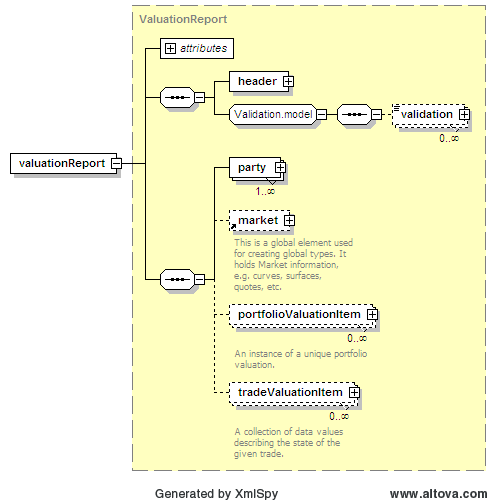 ValuationReport
attributes
header
Validation.model
validation
0..∞
valuationReport
party
1..∞
market
This is a global element used
for creating global types. It
holds Market information,
e.g. curves, surfaces,
quotes, etc.
portfolioValuationItem
0..∞
An instance of a unique portfolio
valuation.
tradeValuationItem
0..∞
A collection of data values
describing the state of the
given trade.
Generated by XmlSpy www.altova.com